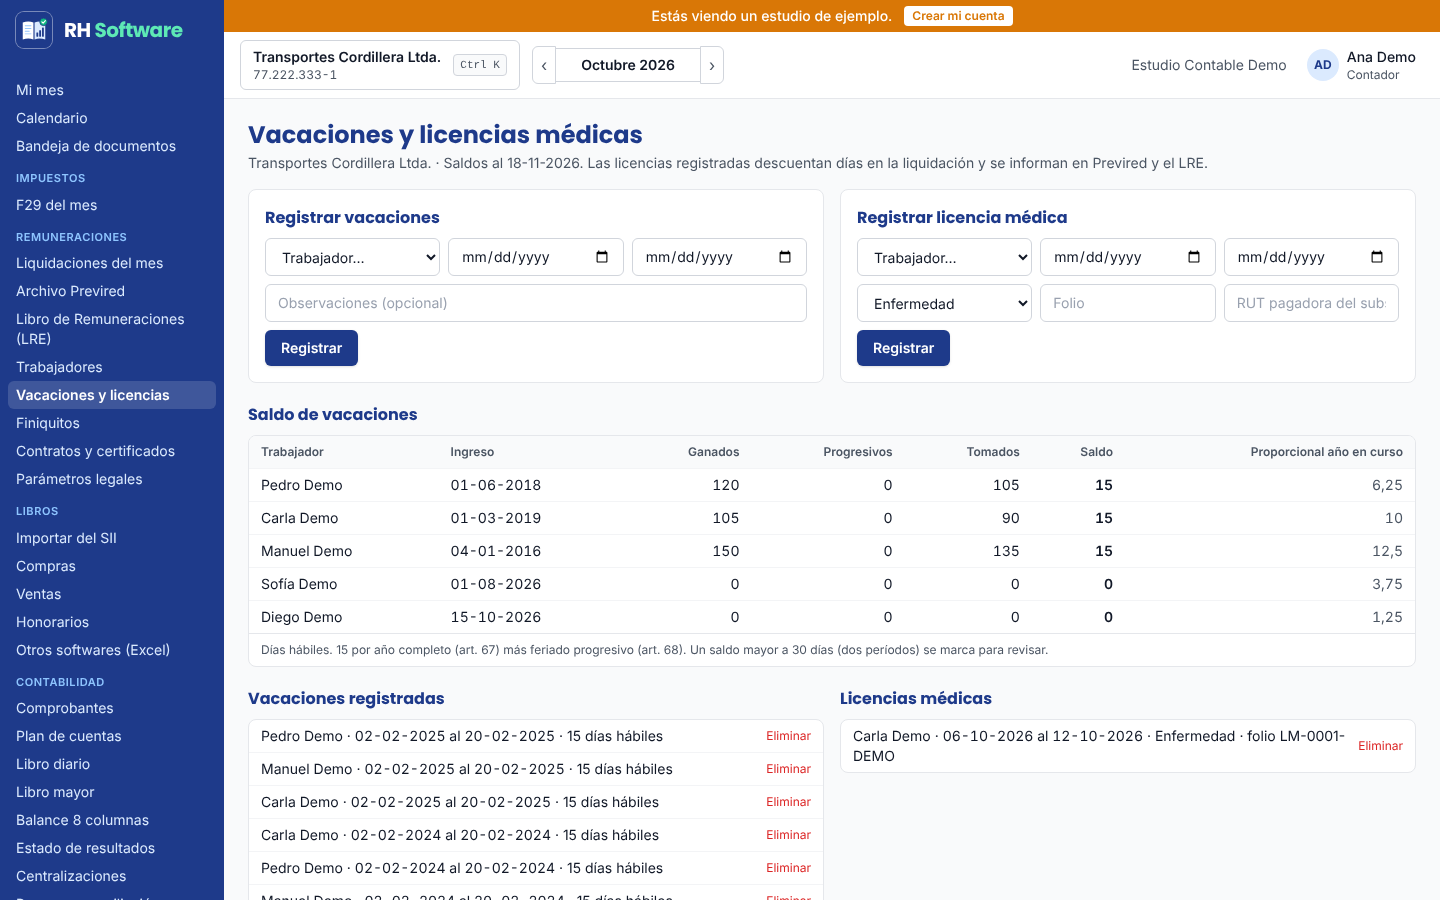 Estás viendo un estudio de ejemplo. Crear mi cuenta
RH Software
Transportes Cordillera Ltda.
77.222.333-1
Ctrl K
‹ Octubre 2026 ›
Estudio Contable Demo
AD
Ana Demo
Contador
Mi mes
Calendario
Bandeja de documentos
IMPUESTOS
F29 del mes
REMUNERACIONES
Liquidaciones del mes
Archivo Previred
Libro de Remuneraciones
(LRE)
Trabajadores
Vacaciones y licencias
Finiquitos
Contratos y certificados
Parámetros legales
LIBROS
Importar del SII
Compras
Ventas
Honorarios
Otros softwares (Excel)
CONTABILIDAD
Comprobantes
Plan de cuentas
Libro diario
Libro mayor
Balance 8 columnas
Estado de resultados
Centralizaciones
Vacaciones y licencias médicas
Transportes Cordillera Ltda. · Saldos al 18-11-2026. Las licencias registradas descuentan días en la liquidación y se informan en Previred y el LRE.
Registrar vacaciones
Trabajador... mm/dd/yyyy mm/dd/yyyy
Observaciones (opcional)
Registrar
Registrar licencia médica
Trabajador... mm/dd/yyyy mm/dd/yyyy
Enfermedad Folio RUT pagadora del subs
Registrar
Saldo de vacaciones
Trabajador Ingreso Ganados Progresivos Tomados Saldo Proporcional año en curso
Pedro Demo 01-06-2018 120 0 105 15 6,25
Carla Demo 01-03-2019 105 0 90 15 10
Manuel Demo 04-01-2016 150 0 135 15 12,5
Sofía Demo 01-08-2026 0 0 0 0 3,75
Diego Demo 15-10-2026 0 0 0 0 1,25
Días hábiles. 15 por año completo (art. 67) más feriado progresivo (art. 68). Un saldo mayor a 30 días (dos períodos) se marca para revisar.
Vacaciones registradas
Pedro Demo · 02-02-2025 al 20-02-2025 · 15 días hábiles Eliminar
Manuel Demo · 02-02-2025 al 20-02-2025 · 15 días hábiles Eliminar
Carla Demo · 02-02-2025 al 20-02-2025 · 15 días hábiles Eliminar
Carla Demo · 02-02-2024 al 20-02-2024 · 15 días hábiles Eliminar
Pedro Demo · 02-02-2024 al 20-02-2024 · 15 días hábiles Eliminar
Manuel Demo · 02-02-2024 al 20-02-2024 · 15 días hábiles Eliminar
Licencias médicas
Carla Demo · 06-10-2026 al 12-10-2026 · Enfermedad · folio LM-0001-
DEMO
Eliminar